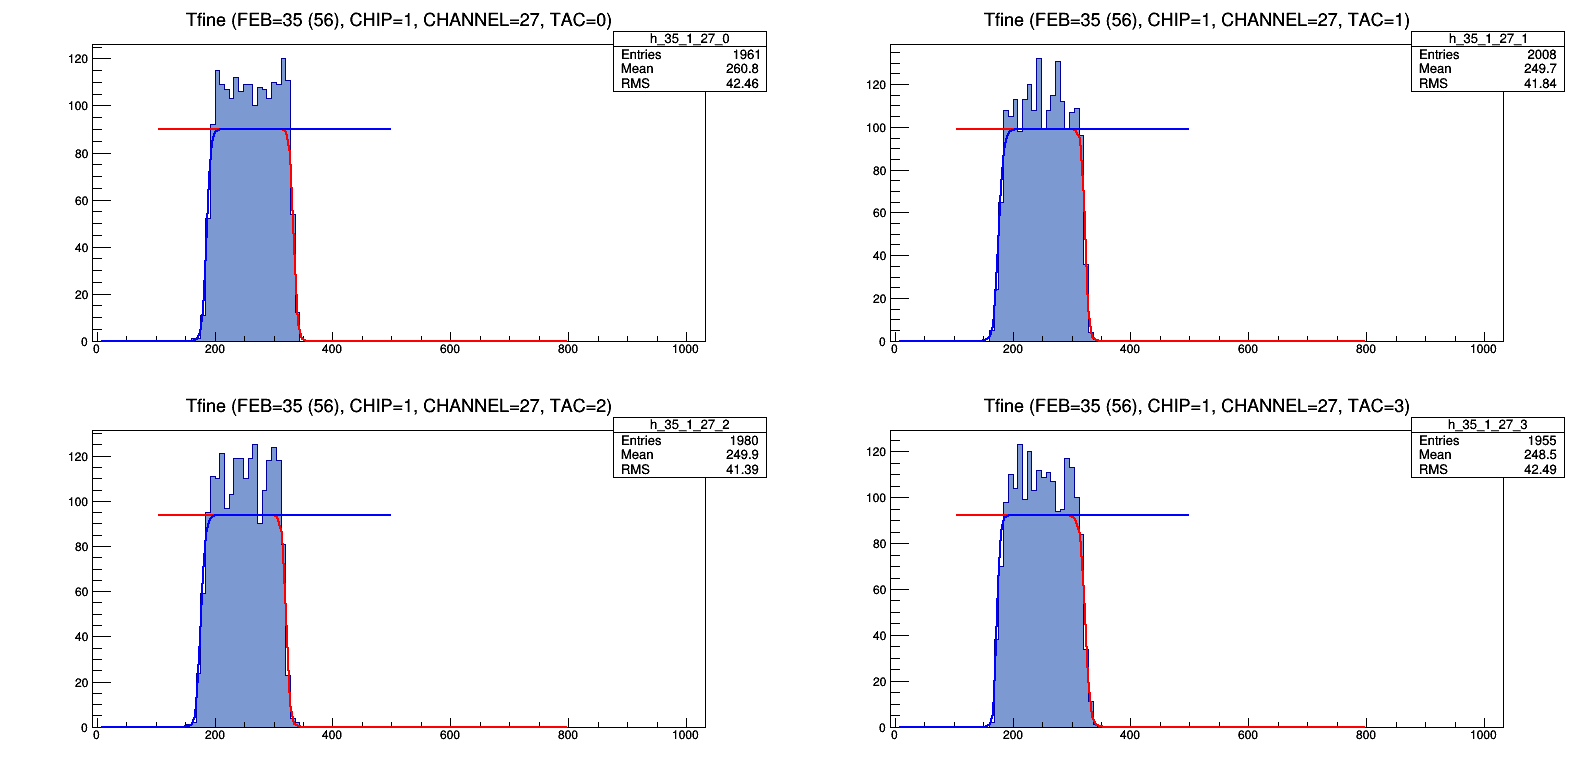 Tfine (FEB=35 (56), CHIP=1, CHANNEL=27, TAC=0)
h_35_1_27_0
Entries 1961
Mean 260.8
RMS 42.46
120
100
80
60
40
20
0
0 200 400 600 800 1000
Tfine (FEB=35 (56), CHIP=1, CHANNEL=27, TAC=1)
h_35_1_27_1
Entries 2008
Mean 249.7
RMS 41.84
120
100
80
60
40
20
0
0 200 400 600 800 1000
Tfine (FEB=35 (56), CHIP=1, CHANNEL=27, TAC=2)
h_35_1_27_2
Entries 1980
Mean 249.9
RMS 41.39
120
100
80
60
40
20
0
0 200 400 600 800 1000
Tfine (FEB=35 (56), CHIP=1, CHANNEL=27, TAC=3)
h_35_1_27_3
Entries 1955
Mean 248.5
RMS 42.49
120
100
80
60
40
20
0
0 200 400 600 800 1000